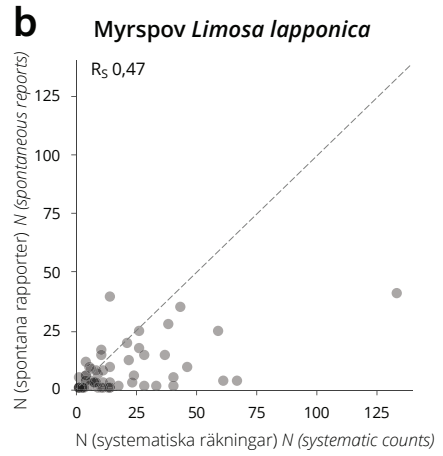 b
Myrspov Limosa lapponica
R_S 0,47
N (spontana rapporter) N (spontaneous reports)
125
100
75
50
25
0
0 25 50 75 100 125
N (systematiska räkningar) N (systematic counts)